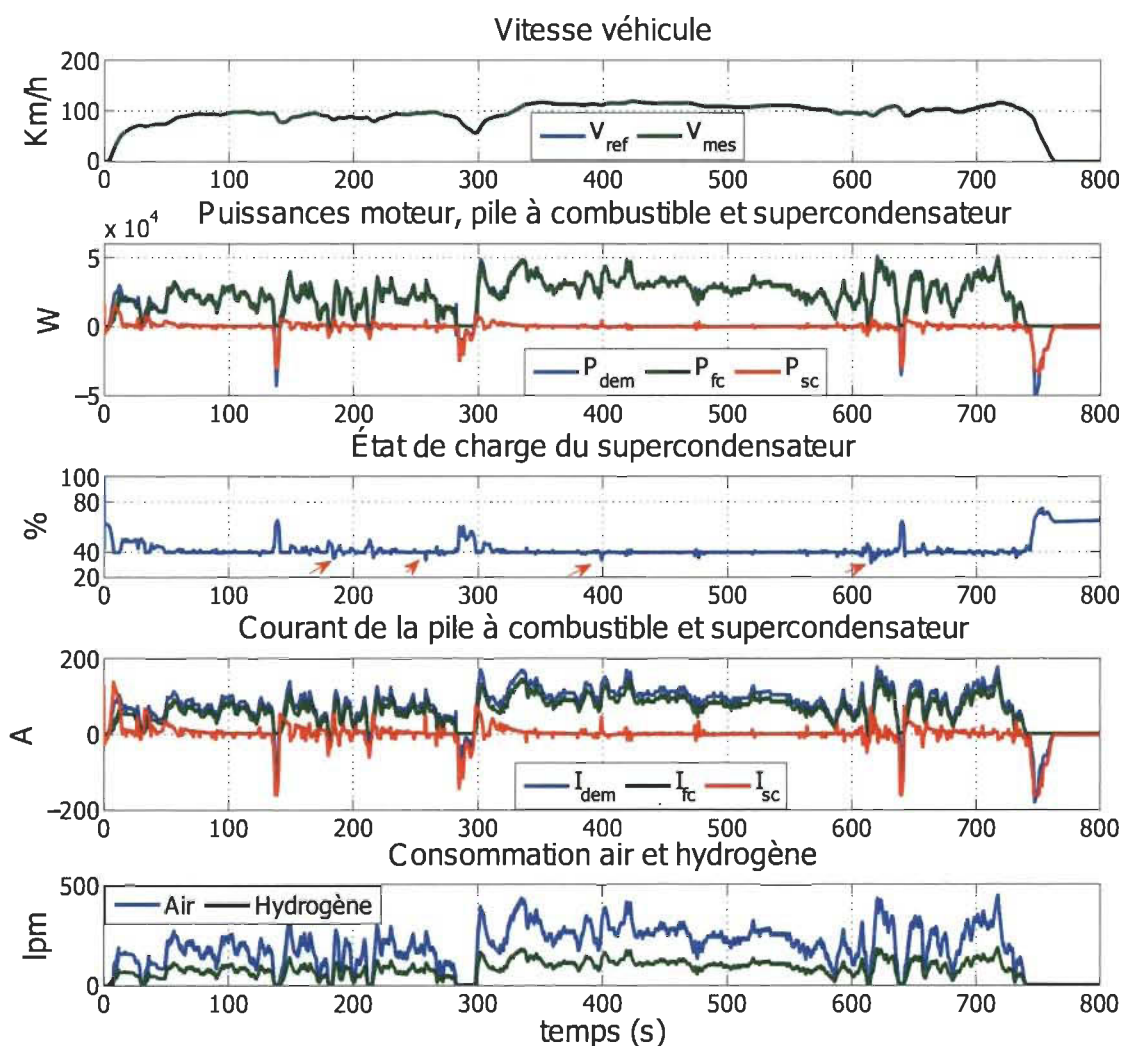 Vitesse véhicule
200
100
0
Km/h
V_ref V_mes
0 100 200 300 400 500 600 700 800
Puissances moteur, pile à combustible et supercondensateur
x 10^4
5
0
−5
W
P_dem P_fc P_sc
0 100 200 300 400 500 600 700 800
État de charge du supercondensateur
100
80
40
20
%
0 100 200 300 400 500 600 700 800
Courant de la pile à combustible et supercondensateur
200
0
−200
A
I_dem I_fc I_sc
0 100 200 300 400 500 600 700 800
Consommation air et hydrogène
500
0
lpm
Air Hydrogène
0 100 200 300 400 500 600 700 800
temps (s)